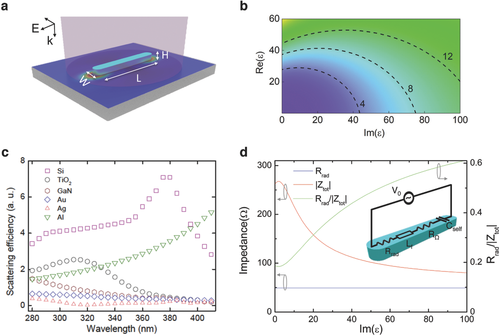 a
E
k
W
L
H
b
Re(ε)
60
40
20
0
4
8
12
0 20 40 60 80 100
Im(ε)
c
Scattering efficiency (a. u.)
8
6
4
2
0
Si
TiO2
GaN
Au
Ag
Al
280 300 320 340 360 380 400
Wavelength (nm)
d
Impedance(Ω)
300
200
100
0
Rrad
|Ztot|
Rrad/|Ztot|
V0
Cself
RΩ
Li
Rrad
0.6
0.4
0.2
0
Rrad/|Ztot|
0 20 40 60 80 100
Im(ε)